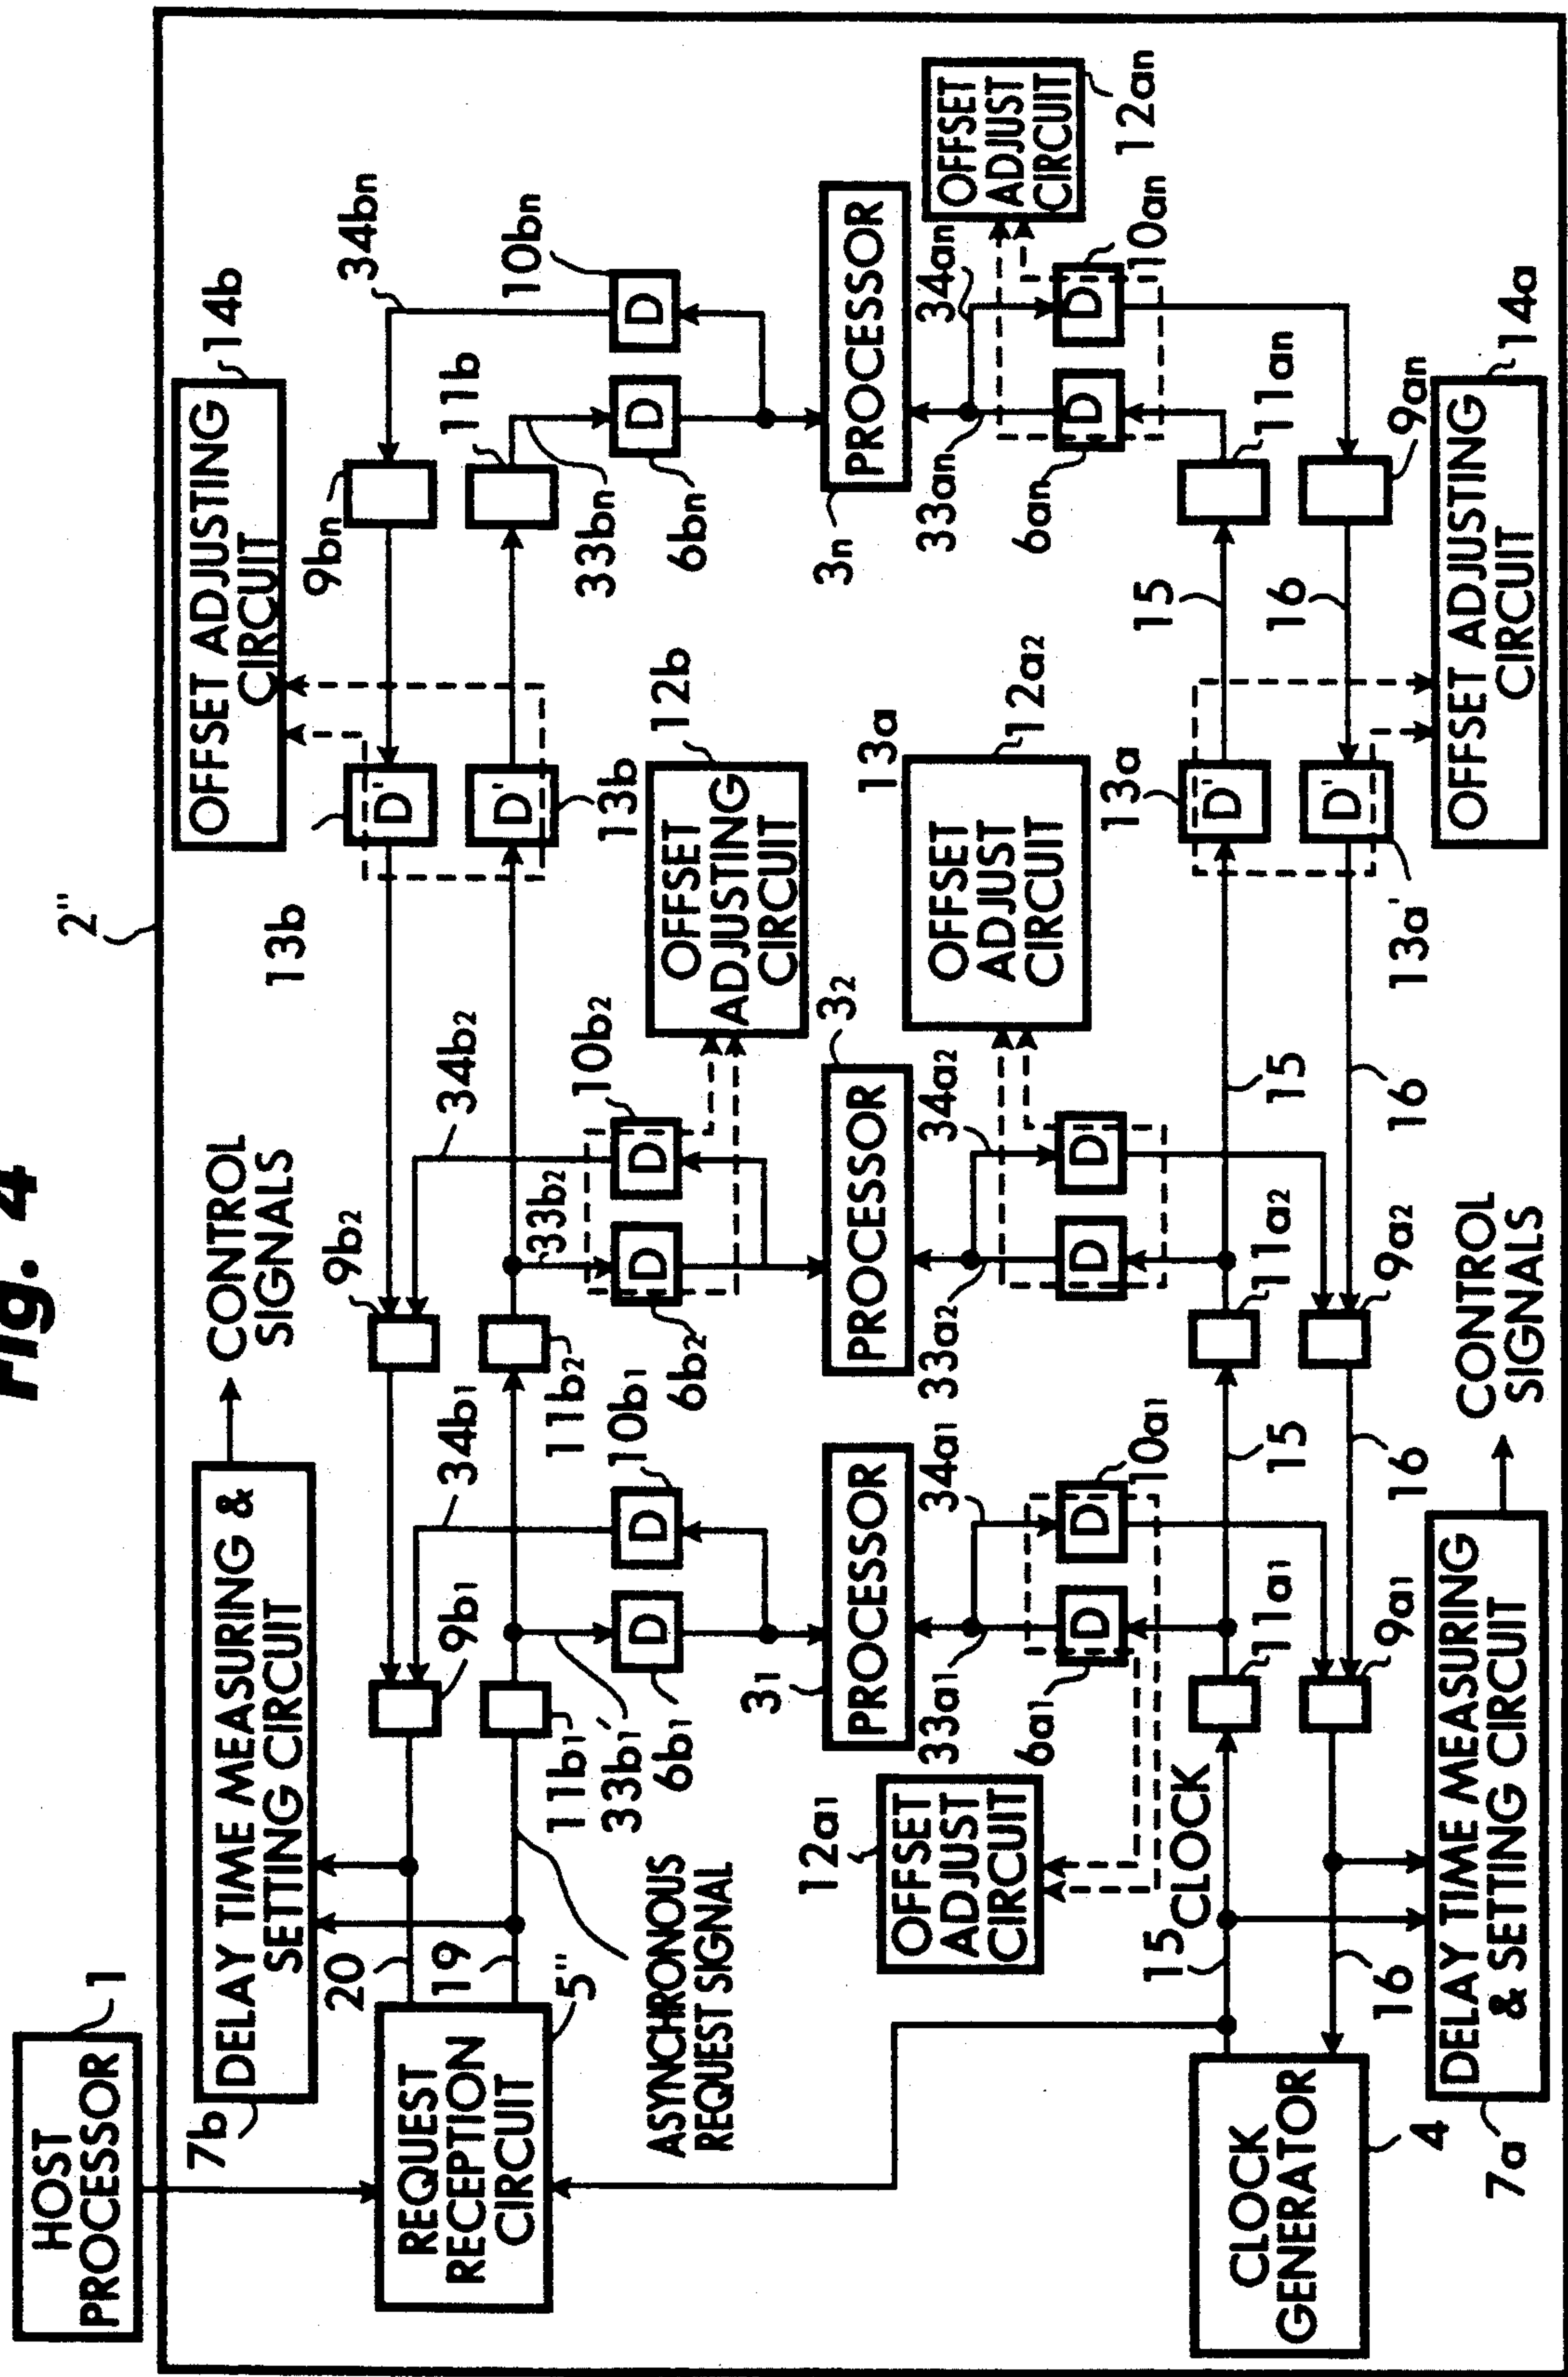 Fig. 4
HOST
PROCESSOR
1
2"
7b
DELAY TIME MEASURING &
SETTING CIRCUIT
CONTROL
SIGNALS
OFFSET ADJUSTING
CIRCUIT
14b
REQUEST
RECEPTION
CIRCUIT
5"
20
19
ASYNCHRONOUS
REQUEST SIGNAL
9b1
11b1
34b1
33b1'
6b1
D
10b1
D
9b2
11b2
34b2
33b2
6b2
D
10b2
D
OFFSET
ADJUSTING
CIRCUIT
12b
13b
D'
D'
13b
9bn
11b
34bn
33bn
6bn
D
10bn
D
31
PROCESSOR
PROCESSOR
32
3n
PROCESSOR
OFFSET
ADJUST
CIRCUIT
12a1
33a1
34a1
6a1
D
D
10a1
33a2
34a2
D
D
OFFSET
ADJUST
CIRCUIT
12a2
13a
33an
34an
6an
D
D
10an
OFFSET
ADJUST
CIRCUIT
12an
CLOCK
GENERATOR
4
15
CLOCK
16
11a1
9a1
15
16
11a2
9a2
15
16
13a
D'
D'
13a'
15
16
11an
9an
7a
DELAY TIME MEASURING
& SETTING CIRCUIT
CONTROL
SIGNALS
OFFSET ADJUSTING
CIRCUIT
14a